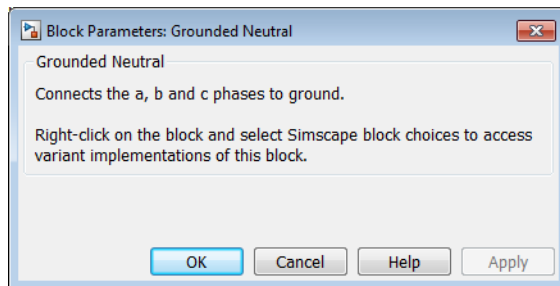 Block Parameters: Grounded Neutral
Grounded Neutral
Connects the a, b and c phases to ground.
Right-click on the block and select Simscape block choices to access
variant implementations of this block.
OK Cancel Help Apply